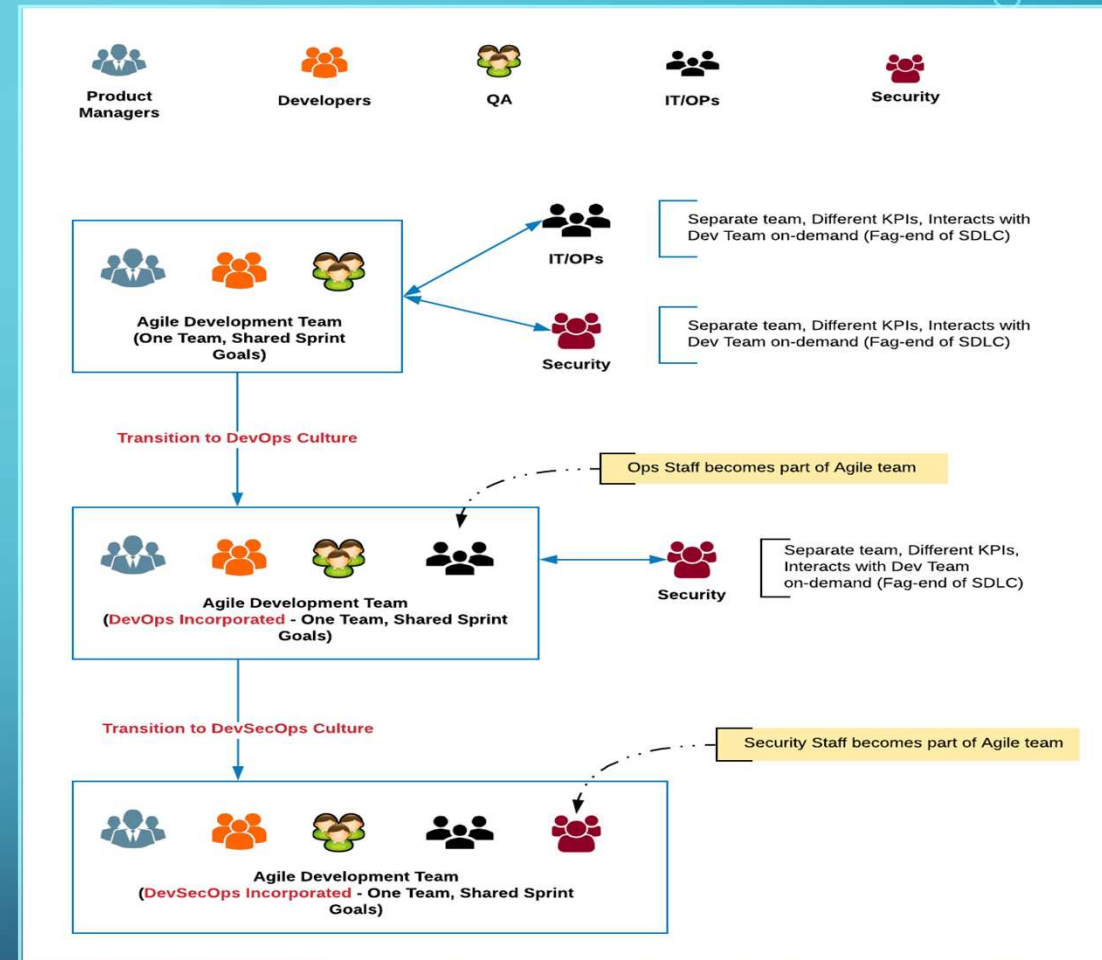 Product
Managers
Developers
QA
IT/OPs
Security
Separate team, Different KPIs, Interacts with
Dev Team on-demand (Fag-end of SDLC)
IT/OPs
Agile Development Team
(One Team, Shared Sprint
Goals)
Separate team, Different KPIs, Interacts with
Dev Team on-demand (Fag-end of SDLC)
Security
Transition to DevOps Culture
Ops Staff becomes part of Agile team
Separate team, Different KPIs,
Interacts with Dev Team
on-demand (Fag-end of SDLC)
Security
Agile Development Team
(DevOps Incorporated - One Team, Shared Sprint
Goals)
Transition to DevSecOps Culture
Security Staff becomes part of Agile team
Agile Development Team
(DevSecOps Incorporated - One Team, Shared Sprint
Goals)